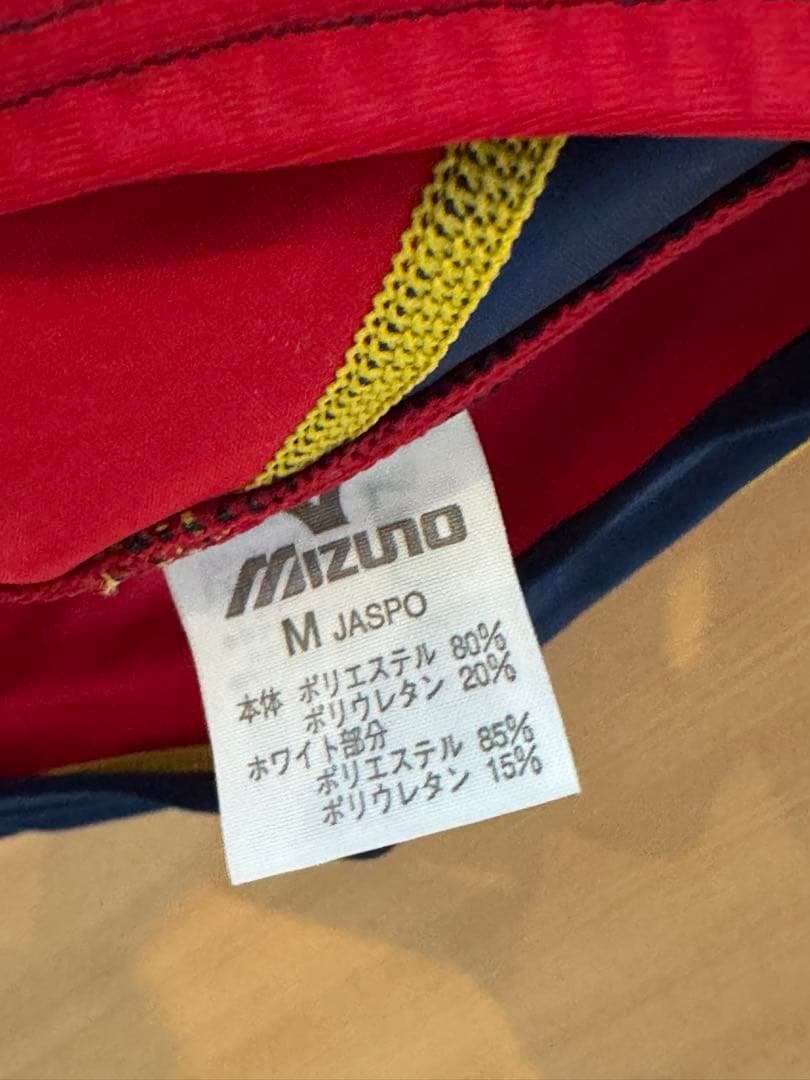 MIZUNO
M JASPO
本体 ポリエステル 80%
ポリウレタン 20%
ホワイト部分
ポリエステル 85%
ポリウレタン 15%